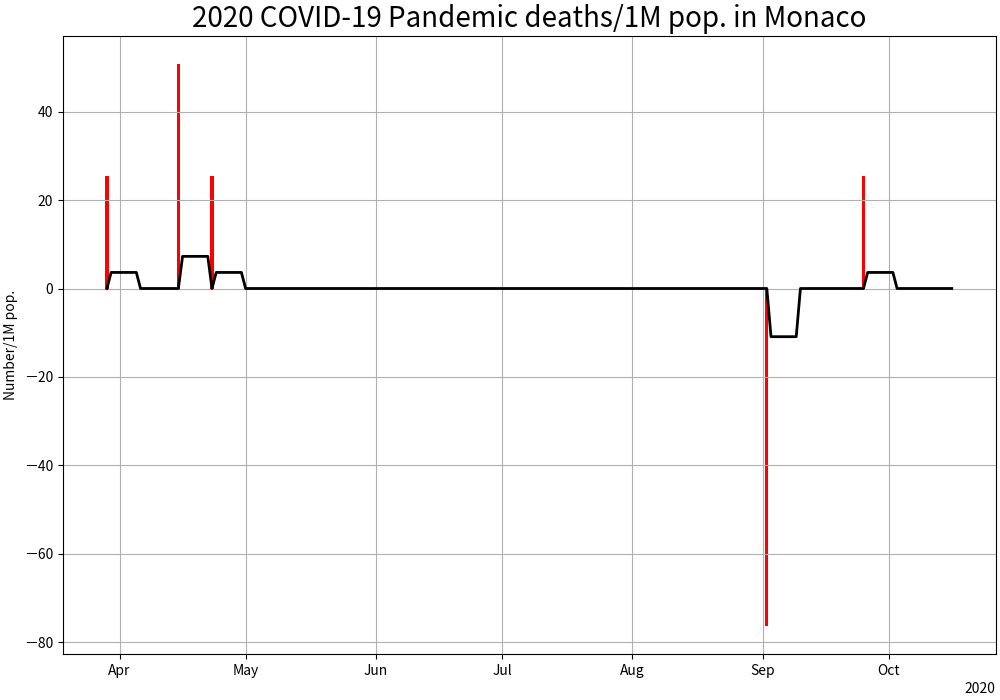 2020 COVID-19 Pandemic deaths/1M pop. in Monaco
Number/1M pop.
40
20
0
−20
−40
−60
−80
Apr May Jun Jul Aug Sep Oct
2020